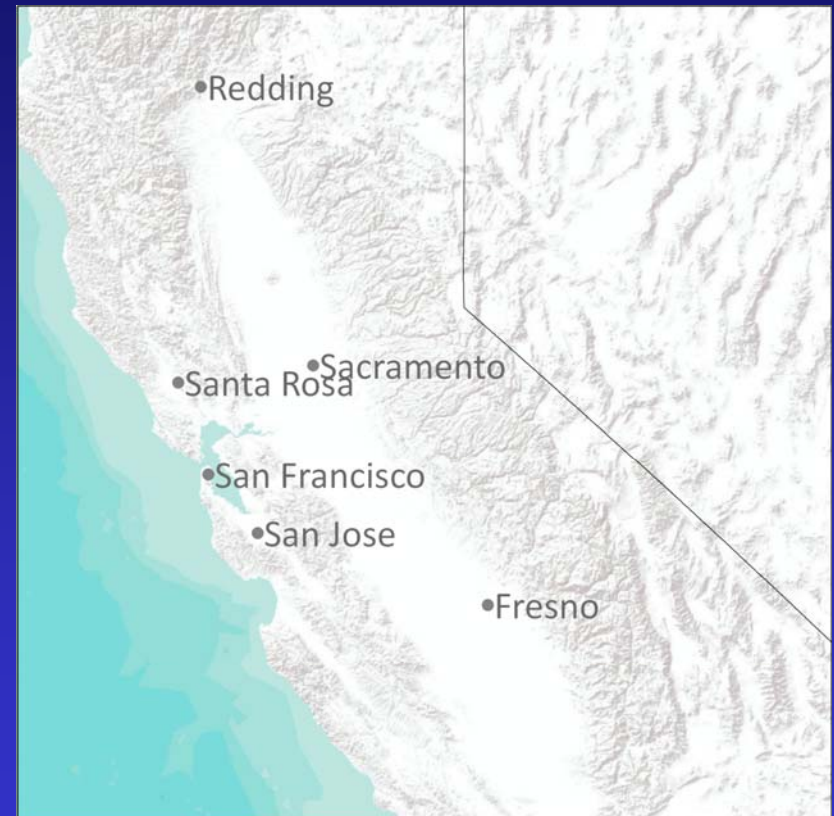 Redding
Sacramento
Santa Rosa
San Francisco
San Jose
Fresno